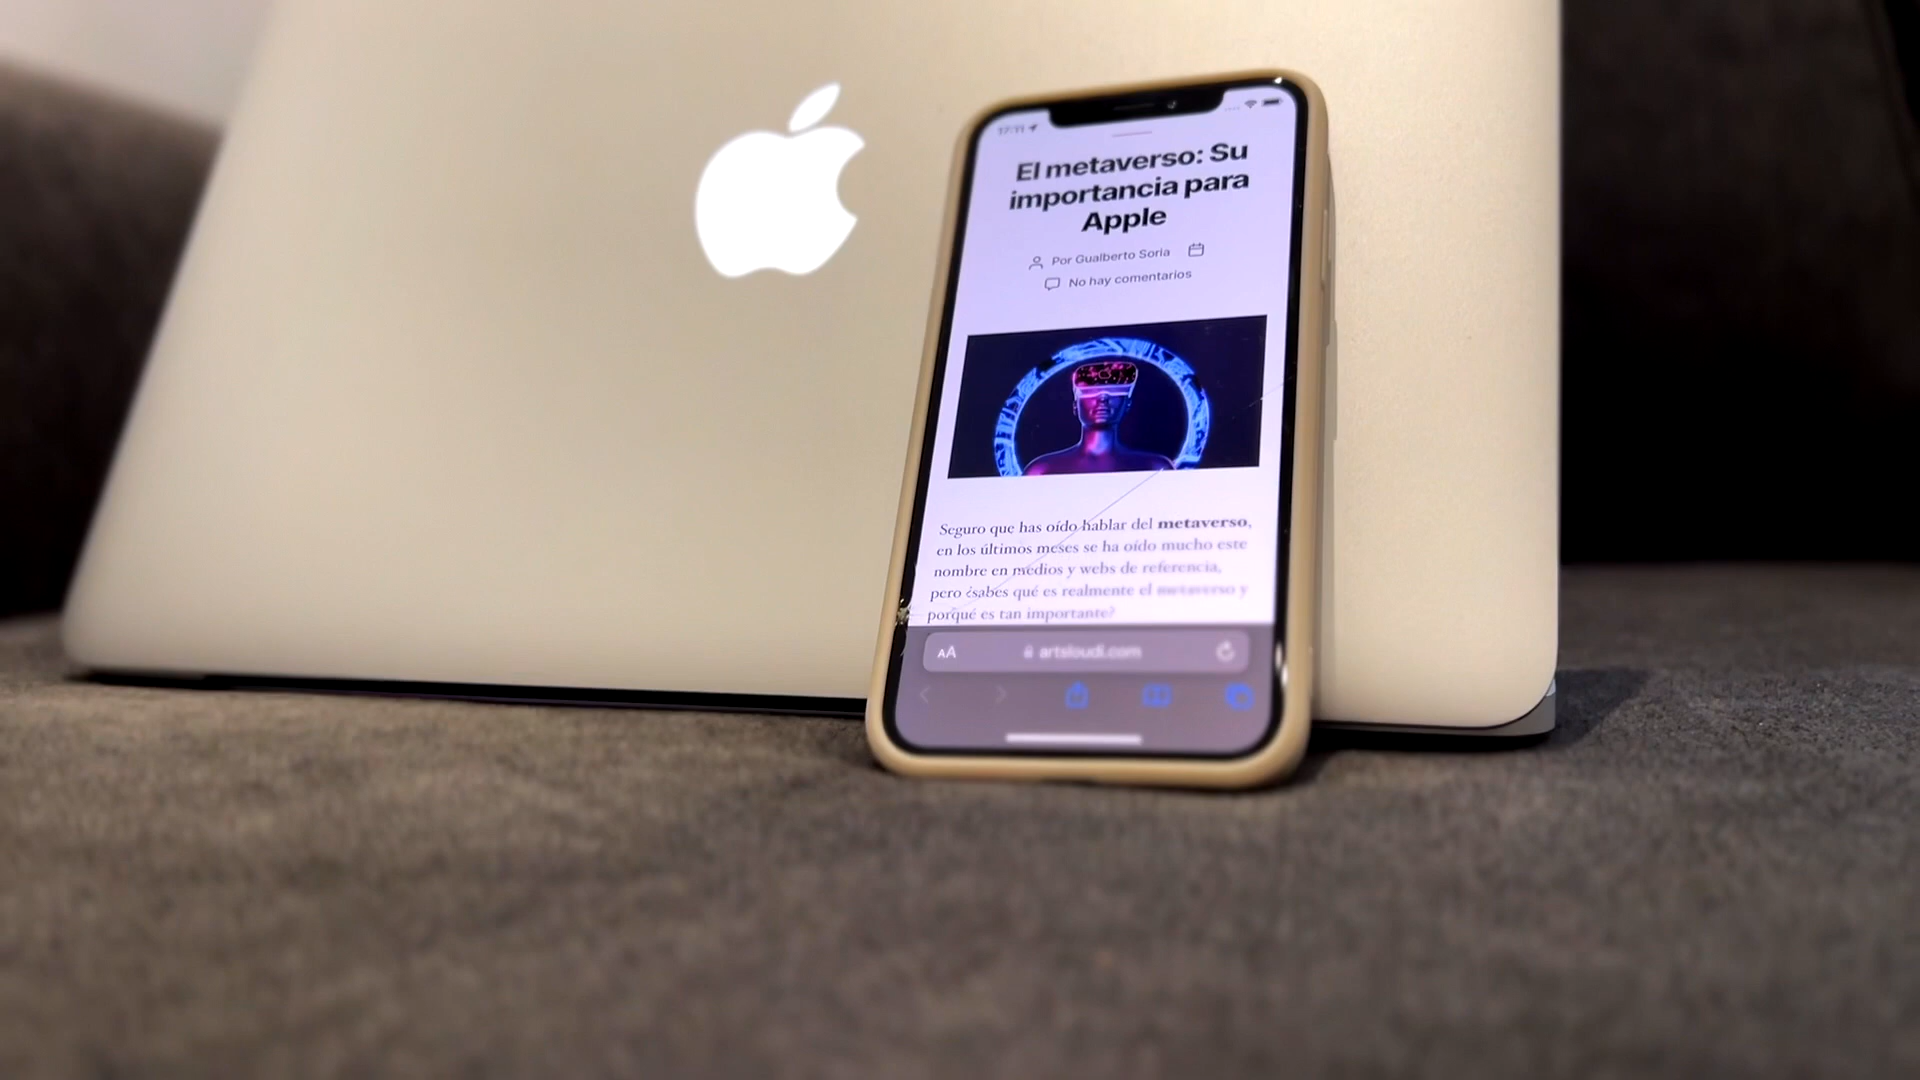 17:11
El metaverso: Su
importancia para
Apple
Por Gualberto Soria
No hay comentarios
Seguro que has oído hablar del metaverso,
en los últimos meses se ha oído mucho este
nombre en medios y webs de referencia,
pero ¿sabes qué es realmente el metaverso y
porqué es tan importante?
AA artsloudi.com